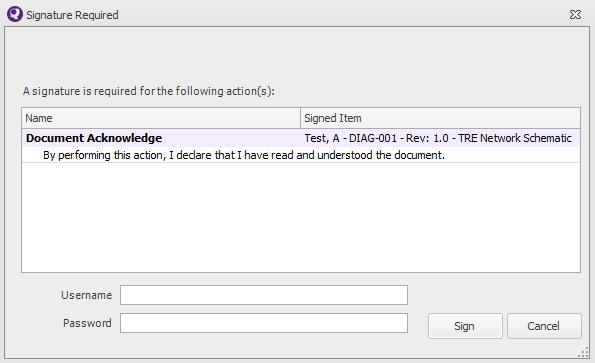 Signature Required
A signature is required for the following action(s):
Name Signed Item
Document Acknowledge Test, A - DIAG-001 - Rev: 1.0 - TRE Network Schematic
By performing this action, I declare that I have read and understood the document.
Username
Password Sign Cancel